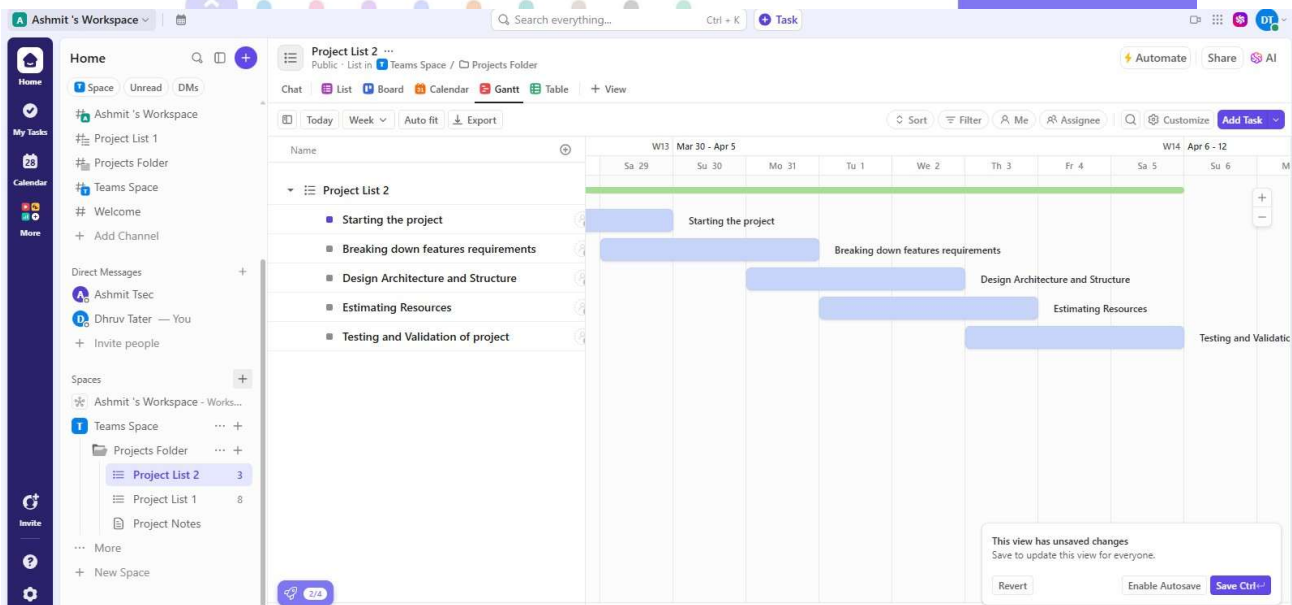 A Ashmit 's Workspace
Search everything... Ctrl + K
Task
DT
Home
My Tasks
28
Calendar
More
Invite
Home
T Space Unread DMs
Ashmit 's Workspace
Project List 1
Projects Folder
Teams Space
# Welcome
+ Add Channel
Direct Messages +
Ashmit Tsec
Dhruv Tater — You
+ Invite people
Spaces +
Ashmit 's Workspace - Works...
T Teams Space ... +
Projects Folder ... +
Project List 2 3
Project List 1 8
Project Notes
... More
+ New Space
Project List 2 ...
Public · List in T Teams Space / Projects Folder
Automate Share AI
Chat List Board Calendar Gantt Table + View
Today Week Auto fit Export
Sort Filter Me Assignee Customize Add Task
Name
W13 Mar 30 - Apr 5 W14 Apr 6 - 12
Sa 29 Su 30 Mo 31 Tu 1 We 2 Th 3 Fr 4 Sa 5 Su 6 M
Project List 2
Starting the project
Starting the project
Breaking down features requirements
Breaking down features requirements
Design Architecture and Structure
Design Architecture and Structure
Estimating Resources
Estimating Resources
Testing and Validation of project
Testing and Validatic
2/4
This view has unsaved changes
Save to update this view for everyone.
Revert Enable Autosave Save Ctrl↵